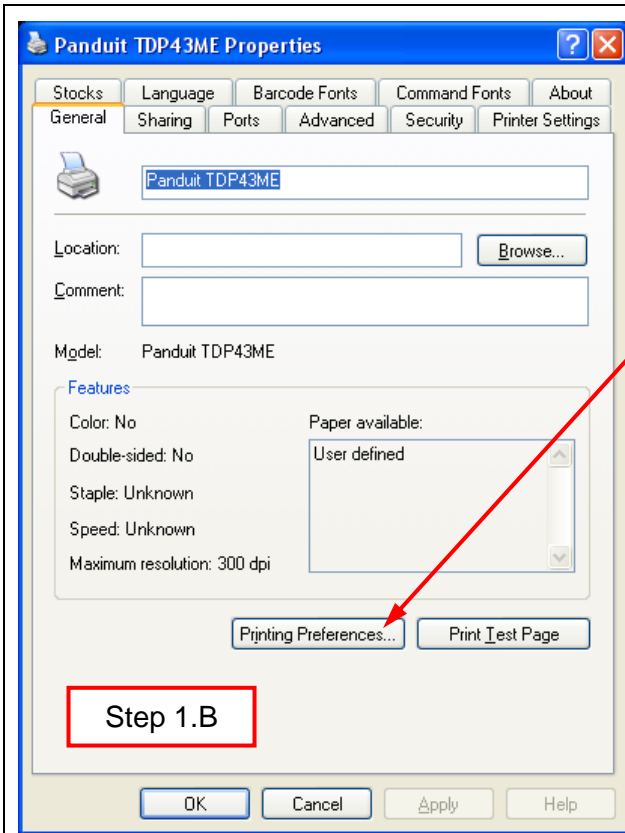 Panduit TDP43ME Properties
Stocks Language Barcode Fonts Command Fonts About
General Sharing Ports Advanced Security Printer Settings
Panduit TDP43ME
Location:
Browse...
Comment:
Model: Panduit TDP43ME
Features
Color: No Paper available:
Double-sided: No User defined
Staple: Unknown
Speed: Unknown
Maximum resolution: 300 dpi
Printing Preferences... Print Test Page
Step 1.B
OK Cancel Apply Help